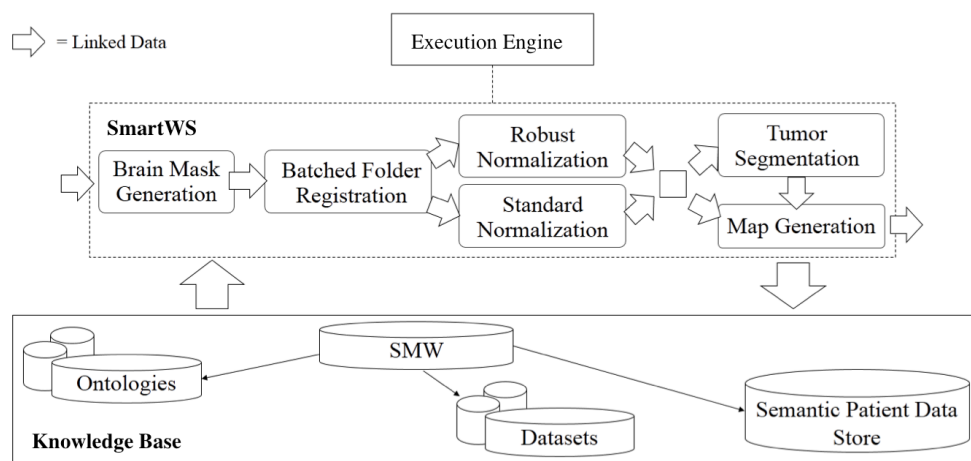 = Linked Data
Execution Engine
SmartWS
Brain Mask
Generation
Batched Folder
Registration
Robust
Normalization
Standard
Normalization
Tumor
Segmentation
Map Generation
SMW
Ontologies
Datasets
Semantic Patient Data
Store
Knowledge Base